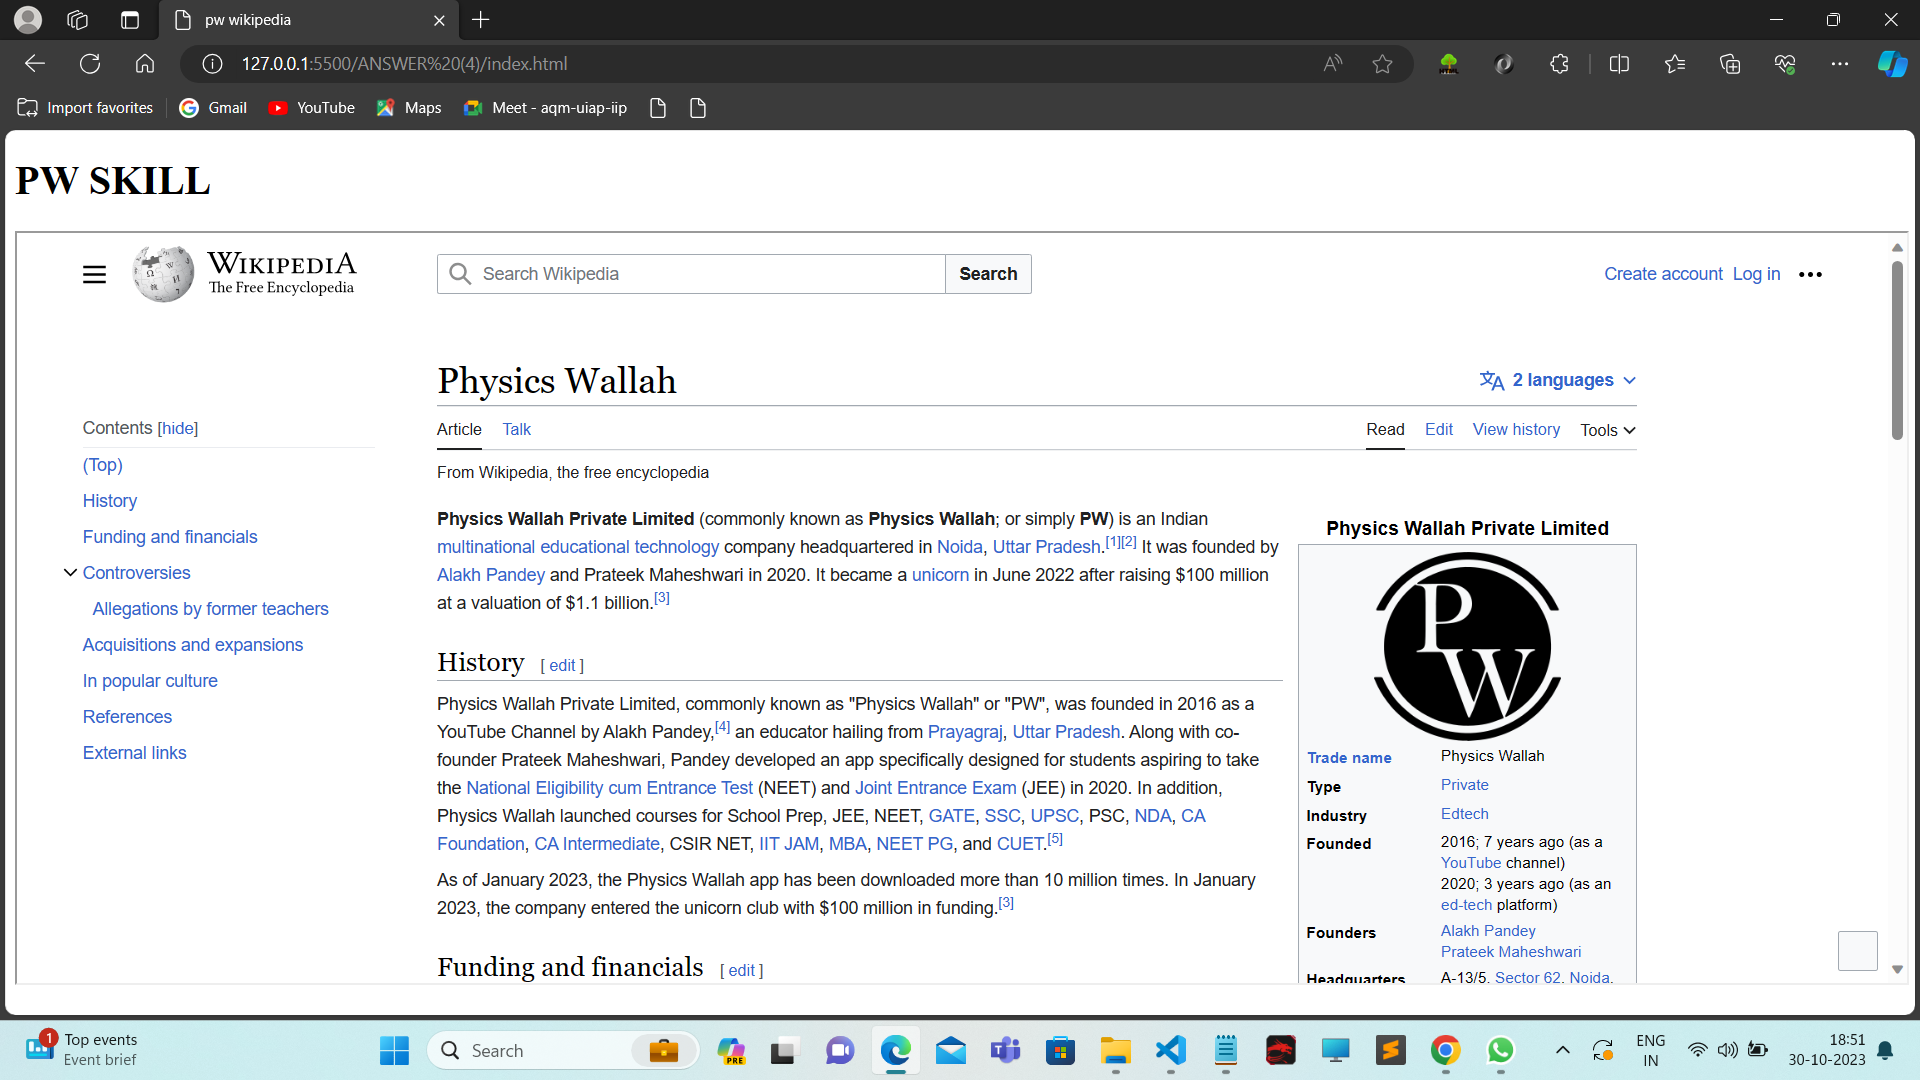 pw wikipedia
127.0.0.1:5500/ANSWER%20(4)/index.html
Import favorites
Gmail
YouTube
Maps
Meet - aqm-uiap-iip
PW SKILL
WIKIPEDIA
The Free Encyclopedia
Search Wikipedia
Search
Create account Log in
Physics Wallah
2 languages
Article Talk
Read Edit View history Tools
From Wikipedia, the free encyclopedia
Contents [hide]
(Top)
History
Funding and financials
Controversies
Allegations by former teachers
Acquisitions and expansions
In popular culture
References
External links
Physics Wallah Private Limited (commonly known as Physics Wallah; or simply PW) is an Indian
multinational educational technology company headquartered in Noida, Uttar Pradesh.[1][2] It was founded by
Alakh Pandey and Prateek Maheshwari in 2020. It became a unicorn in June 2022 after raising $100 million
at a valuation of $1.1 billion.[3]
History [ edit ]
Physics Wallah Private Limited, commonly known as "Physics Wallah" or "PW", was founded in 2016 as a
YouTube Channel by Alakh Pandey,[4] an educator hailing from Prayagraj, Uttar Pradesh. Along with co-
founder Prateek Maheshwari, Pandey developed an app specifically designed for students aspiring to take
the National Eligibility cum Entrance Test (NEET) and Joint Entrance Exam (JEE) in 2020. In addition,
Physics Wallah launched courses for School Prep, JEE, NEET, GATE, SSC, UPSC, PSC, NDA, CA
Foundation, CA Intermediate, CSIR NET, IIT JAM, MBA, NEET PG, and CUET.[5]
As of January 2023, the Physics Wallah app has been downloaded more than 10 million times. In January
2023, the company entered the unicorn club with $100 million in funding.[3]
Funding and financials [ edit ]
Physics Wallah Private Limited
PW
Trade name Physics Wallah
Type Private
Industry Edtech
Founded 2016; 7 years ago (as a
YouTube channel)
2020; 3 years ago (as an
ed-tech platform)
Founders Alakh Pandey
Prateek Maheshwari
Headquarters A-13/5, Sector 62, Noida,
1
Top events
Event brief
Search
PRE
ENG
IN
18:51
30-10-2023